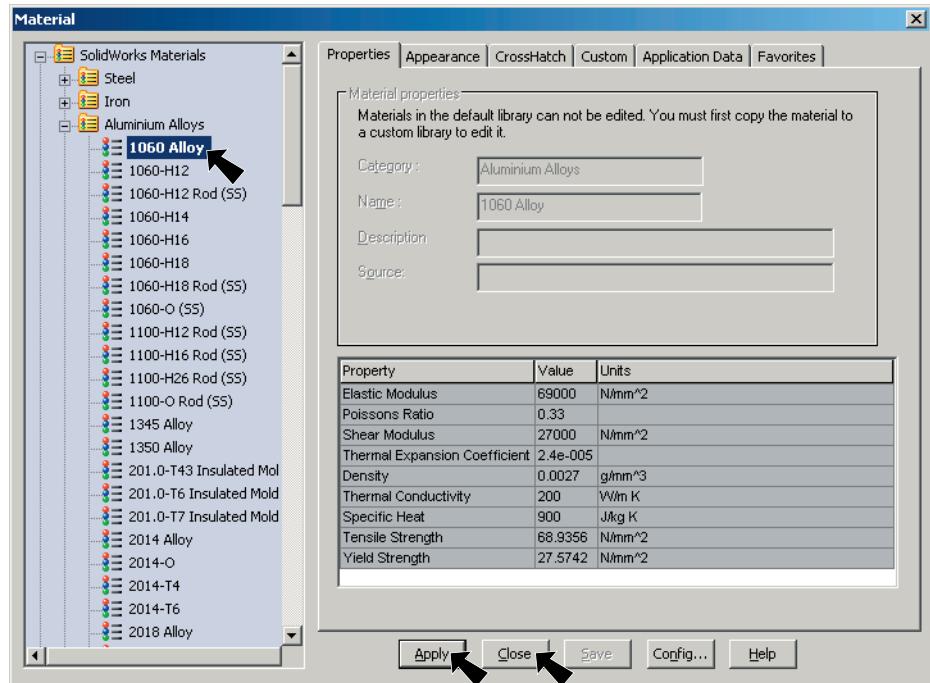 Material
SolidWorks Materials
Steel
Iron
Aluminium Alloys
1060 Alloy
1060-H12
1060-H12 Rod (SS)
1060-H14
1060-H16
1060-H18
1060-H18 Rod (SS)
1060-O (SS)
1100-H12 Rod (SS)
1100-H16 Rod (SS)
1100-H26 Rod (SS)
1100-O Rod (SS)
1345 Alloy
1350 Alloy
201.0-T43 Insulated Mol
201.0-T6 Insulated Mold
201.0-T7 Insulated Mold
2014 Alloy
2014-O
2014-T4
2014-T6
2018 Alloy
Properties Appearance CrossHatch Custom Application Data Favorites
Material properties
Materials in the default library can not be edited. You must first copy the material to
a custom library to edit it.
Category : Aluminium Alloys
Name : 1060 Alloy
Description
Source:
Property Value Units
Elastic Modulus 69000 N/mm^2
Poissons Ratio 0.33
Shear Modulus 27000 N/mm^2
Thermal Expansion Coefficient 2.4e-005
Density 0.0027 g/mm^3
Thermal Conductivity 200 W/m K
Specific Heat 900 J/kg K
Tensile Strength 68.9356 N/mm^2
Yield Strength 27.5742 N/mm^2
Apply Close Save Config... Help